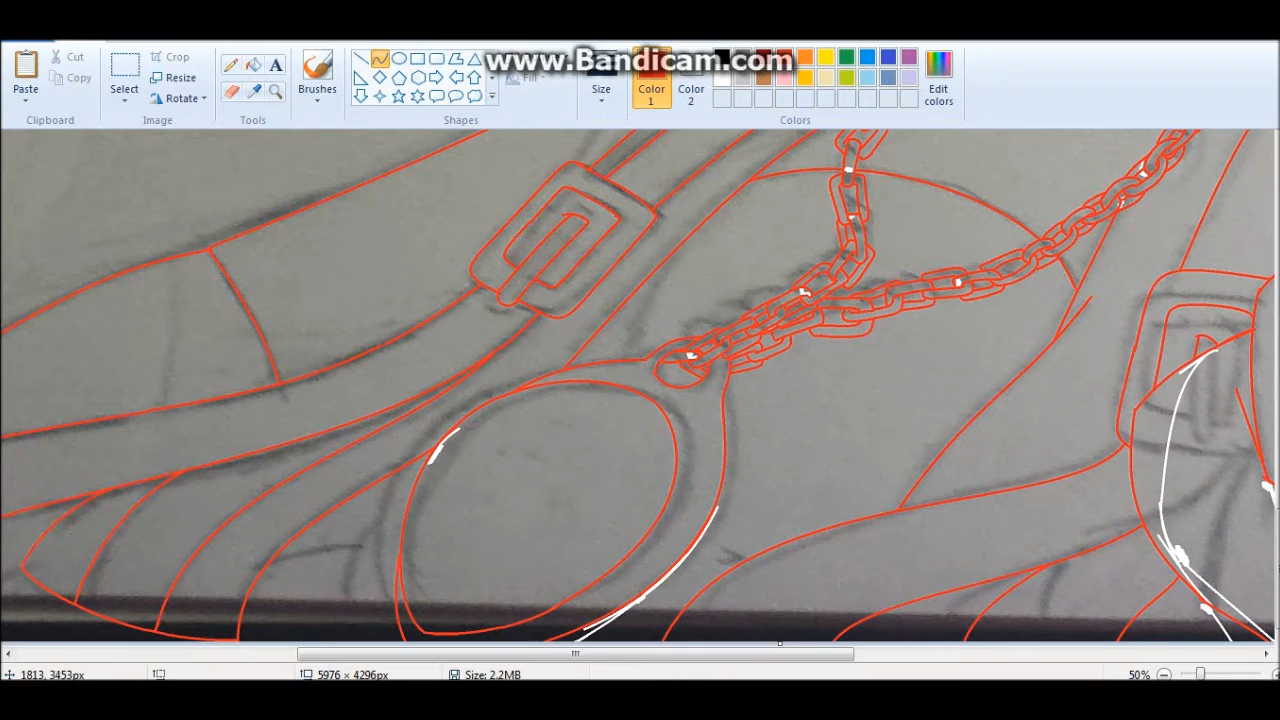 www.Bandicam.com
Cut
Copy
Paste
Clipboard
Crop
Resize
Rotate
Select
Image
A
Tools
Brushes
Shapes
Fill
Size
Color
1
Color
2
Edit
colors
Colors
1813, 3453px
5976 × 4296px
Size: 2.2MB
50%